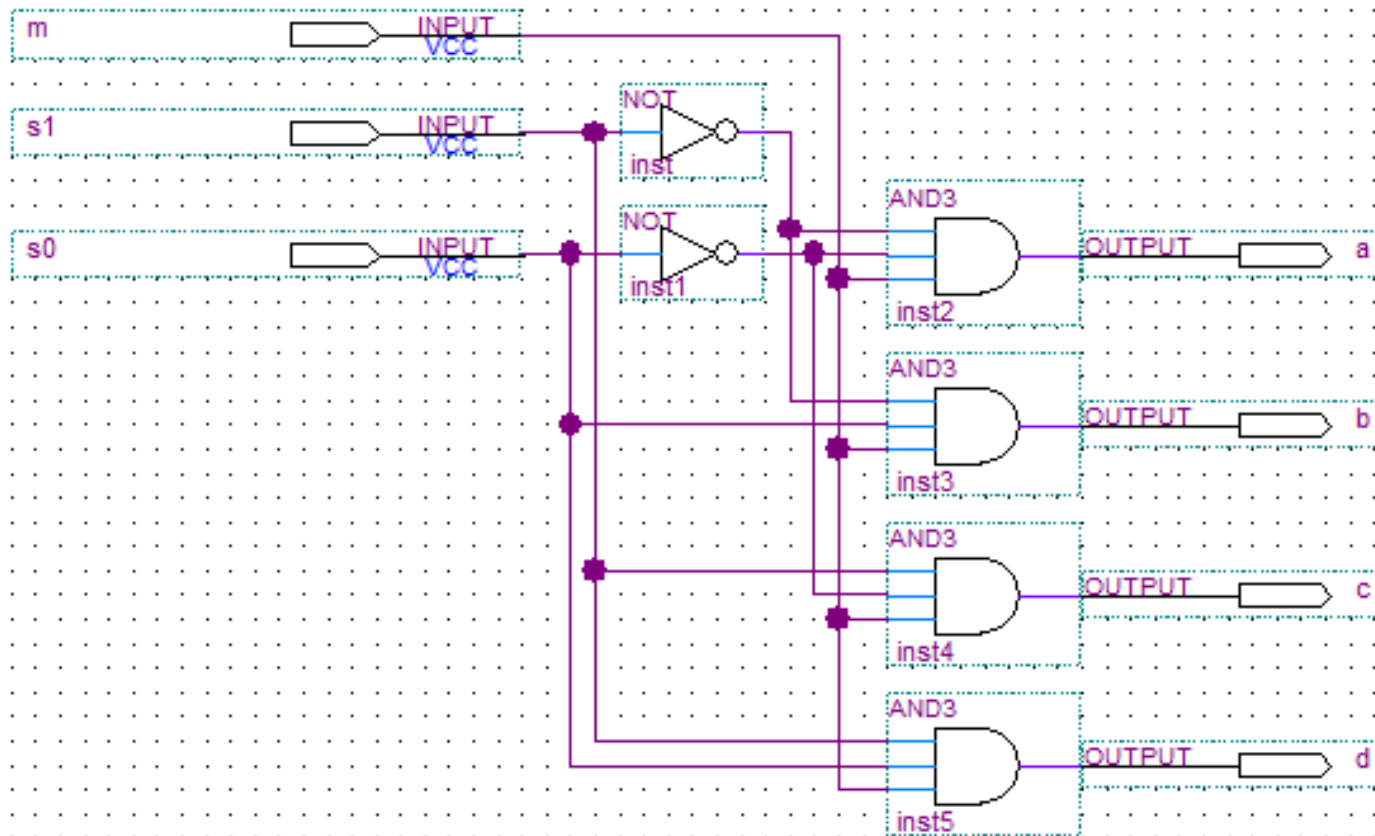 m
INPUT
VCC
s1
INPUT
VCC
NOT
inst
s0
INPUT
VCC
NOT
inst1
AND3
inst2
OUTPUT
a
AND3
inst3
OUTPUT
b
AND3
inst4
OUTPUT
c
AND3
inst5
OUTPUT
d